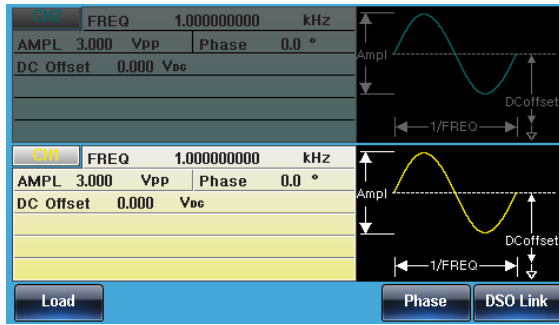 CH2 FREQ 1.000000000 kHz
AMPL 3.000 Vpp Phase 0.0 °
DC Offset 0.000 VDC
Ampl
DCoffset
1/FREQ
CH1 FREQ 1.000000000 kHz
AMPL 3.000 Vpp Phase 0.0 °
DC Offset 0.000 VDC
Ampl
DCoffset
1/FREQ
Load Phase DSO Link